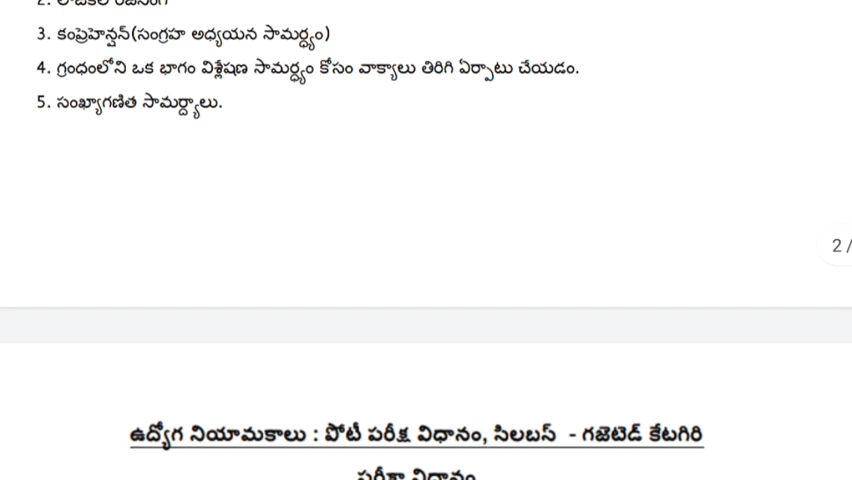 3. కంప్రెహెన్షన్(సంగ్రహ అధ్యయన సామర్థ్యం)
4. గ్రంధంలోని ఒక భాగం విశ్లేషణ సామర్ధ్యం కోసం వాక్యాలు తిరిగి ఏర్పాటు చేయడం.
5. సంఖ్యాగణిత సామర్ధ్యాలు.
2 /
ఉద్యోగ నియామకాలు : పోటీ పరీక్ష విధానం, సిలబస్ - గజెటెడ్ కేటగిరి